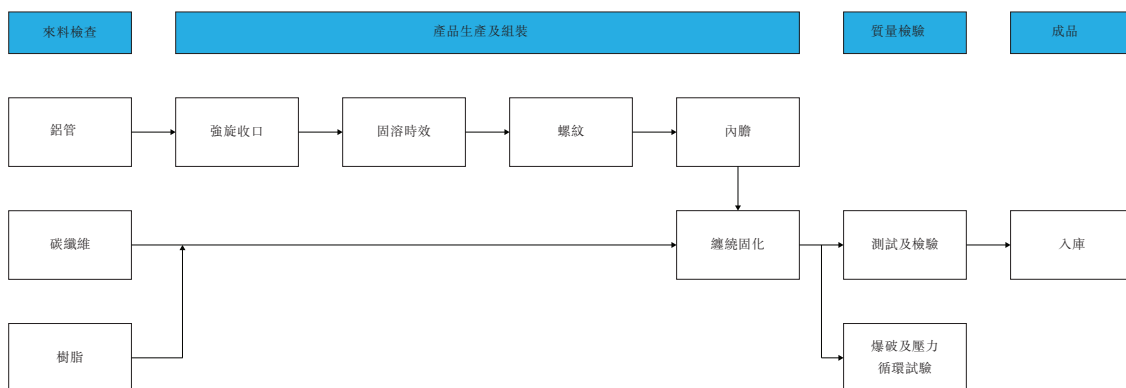 來料檢查
產品生產及組裝
質量檢驗
成品
鋁管
強旋收口
固溶時效
螺紋
內膽
碳纖維
纏繞固化
測試及檢驗
入庫
樹脂
爆破及壓力
循環試驗